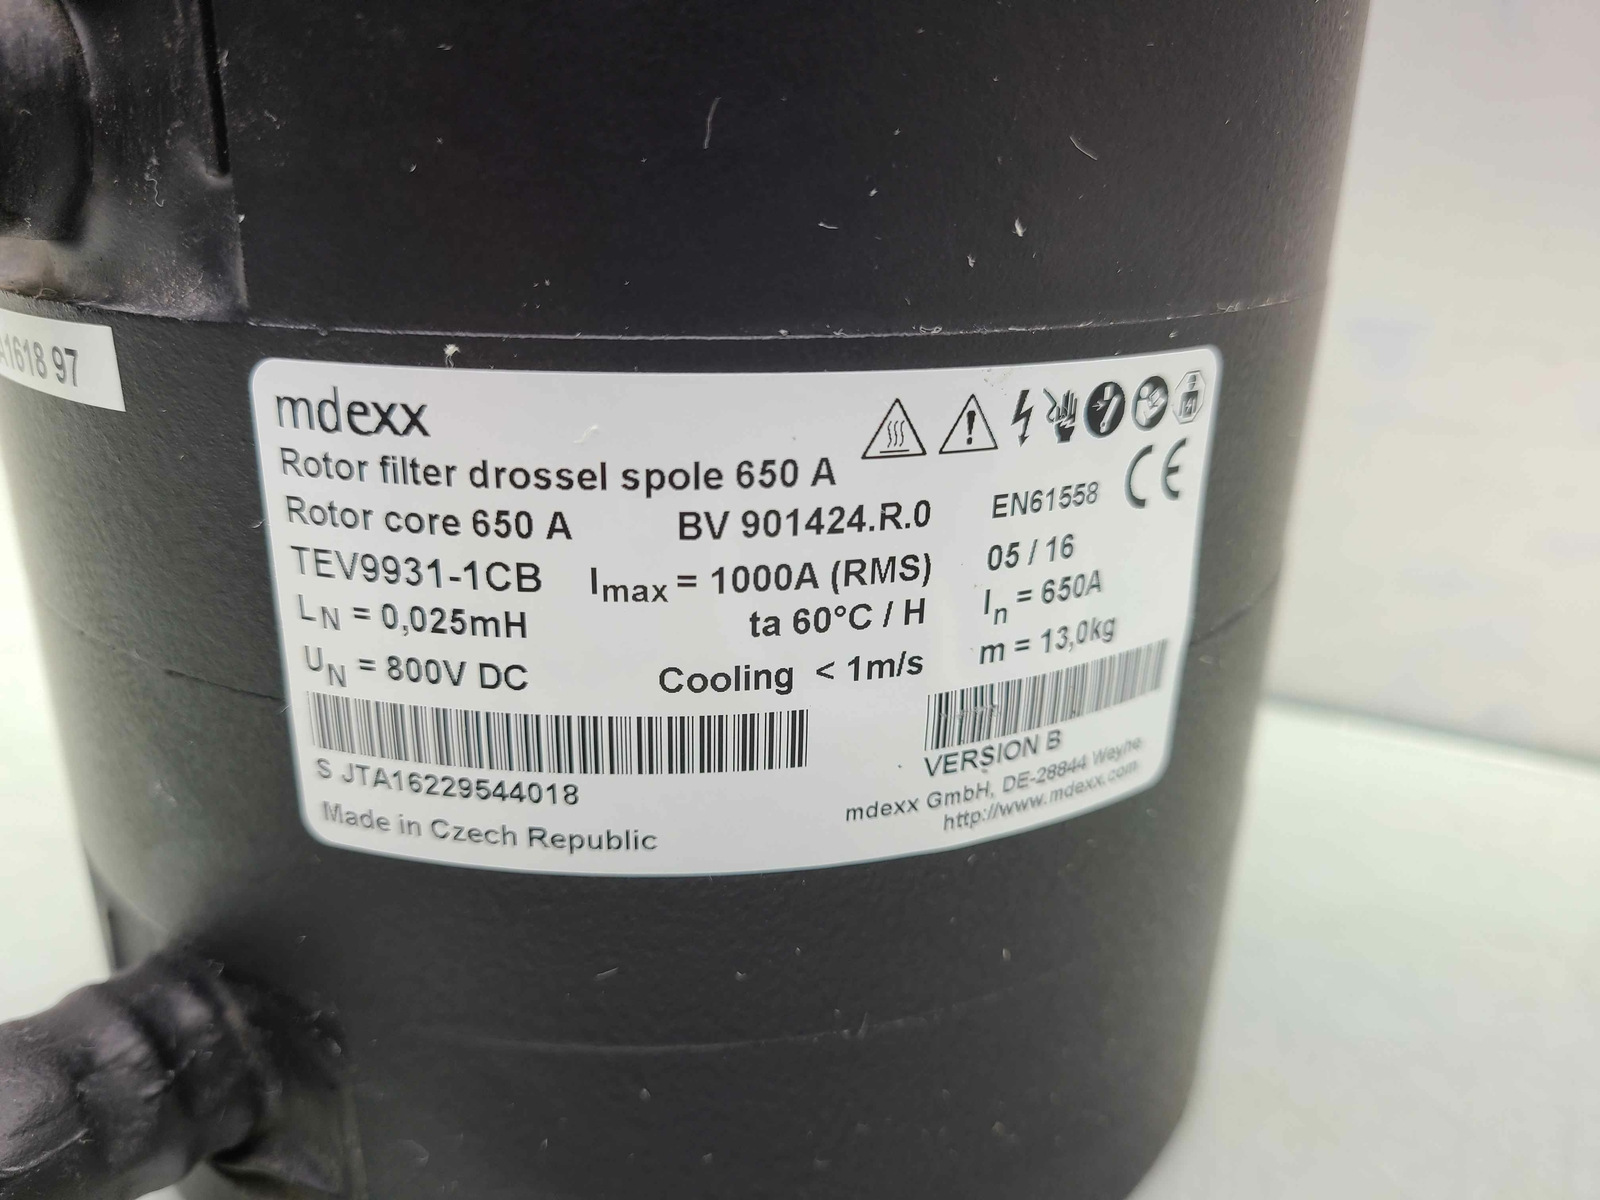 1618 97
mdexx
Rotor filter drossel spole 650 A
Rotor core 650 A BV 901424.R.0 EN61558 CE
TEV9931-1CB Imax = 1000A (RMS) 05 / 16
LN = 0,025mH ta 60°C / H In = 650A
UN = 800V DC Cooling < 1m/s m = 13,0kg
S JTA16229544018 VERSION B
Made in Czech Republic mdexx GmbH, DE-28844 Weyhe
http://www.mdexx.com